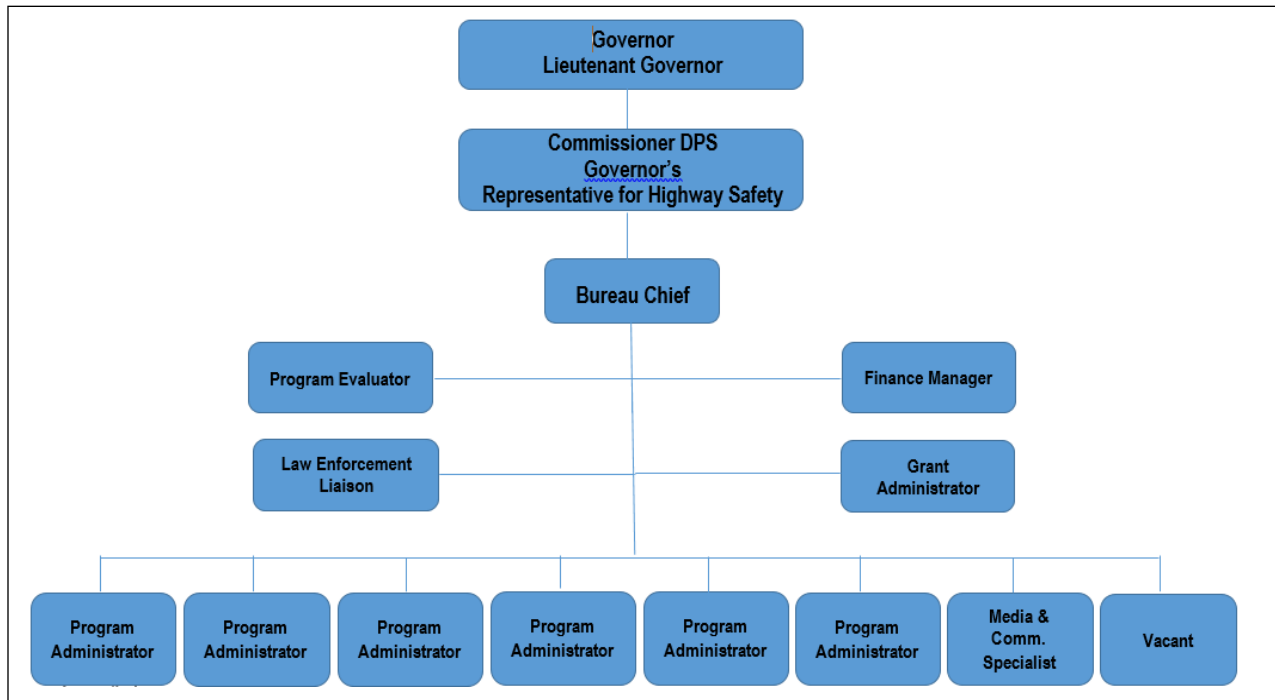 Governor
Lieutenant Governor
Commissioner DPS
Governor’s
Representative for Highway Safety
Bureau Chief
Program Evaluator
Finance Manager
Law Enforcement
Liaison
Grant
Administrator
Program
Administrator
Program
Administrator
Program
Administrator
Program
Administrator
Program
Administrator
Program
Administrator
Media &
Comm.
Specialist
Vacant